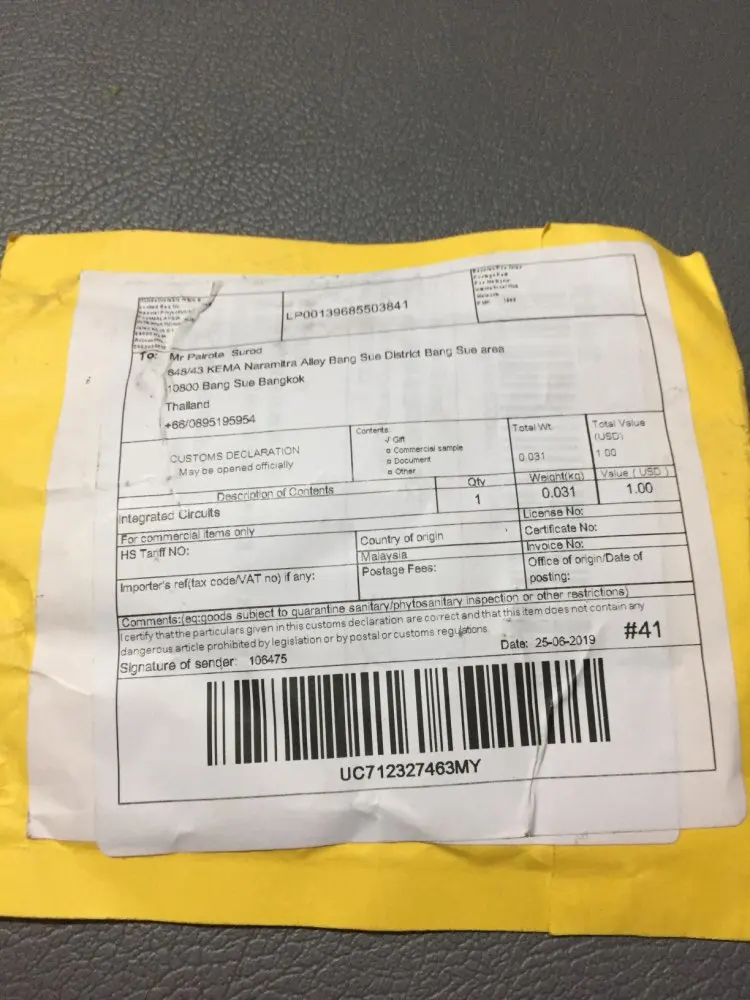 LP00139685503841
To: Mr Pairote Surod
848/43 KEMA Naramitra Alley Bang Sue District Bang Sue area
10800 Bang Sue Bangkok
Thailand
+66/0895195954
CUSTOMS DECLARATION
May be opened officially
Contents:
√ Gift
Commercial sample
Document
Other
Total Wt.
0.031
Total Value
(USD)
1.00
Description of Contents
Qty
Weight(kg)
Value ( USD )
Integrated Circuits
1
0.031
1.00
For commercial items only
HS Tariff NO:
Importer's ref(tax code/VAT no) if any:
Country of origin
Malaysia
Postage Fees:
License No:
Certificate No:
Invoice No:
Office of origin/Date of
posting:
Comments:(eq:goods subject to quarantine sanitary/phytosanitary inspection or other restrictions)
I certify that the particulars given in this customs declaration are correct and that this item does not contain any
dangerous article prohibited by legislation or by postal or customs regulations.
Signature of sender: 106475
Date: 25-06-2019
#41
UC712327463MY